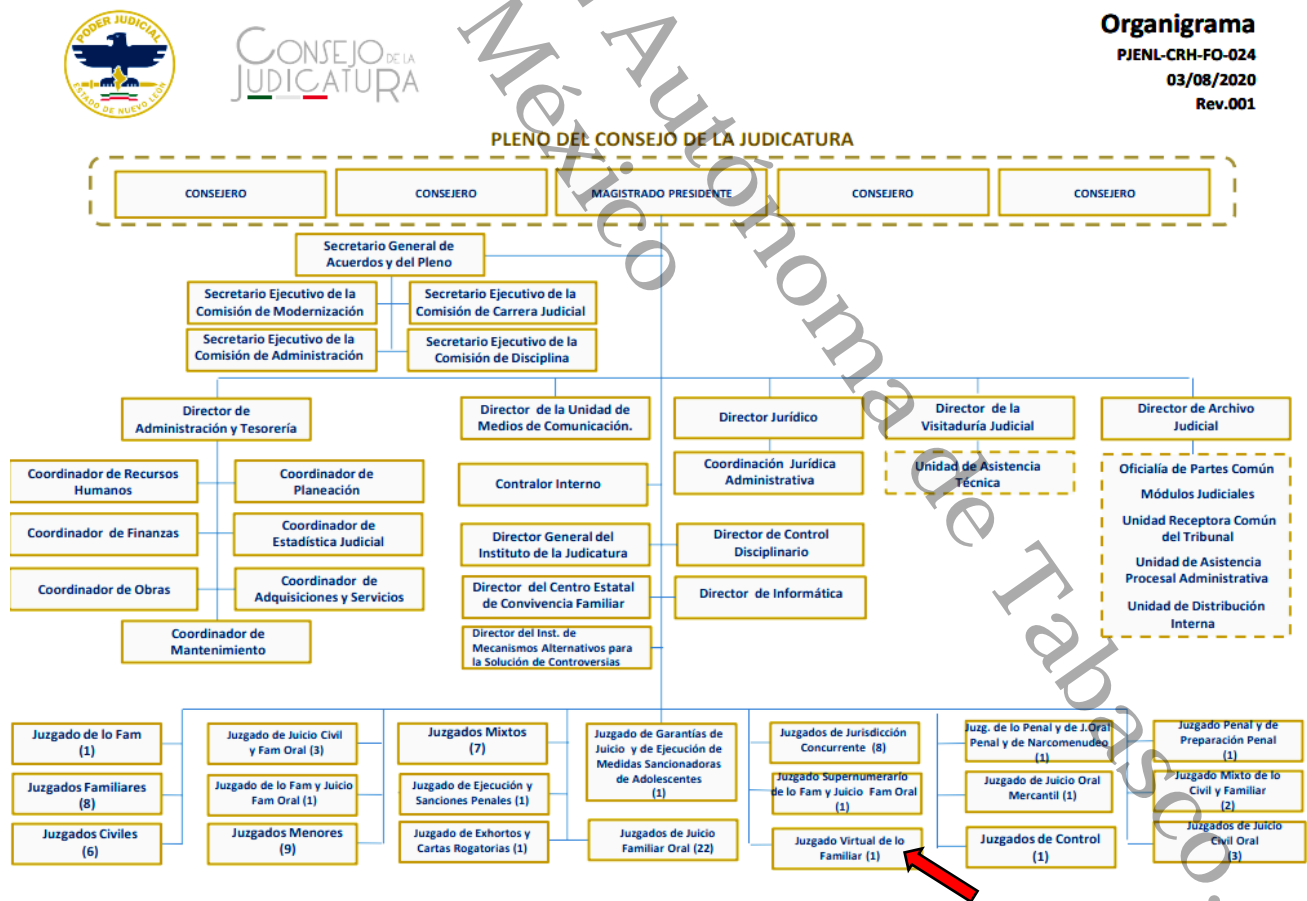 PODER JUDICIAL
ESTADO DE NUEVO LEÓN
CONSEJO DE LA
JUDICATURA
Organigrama
PJENL-CRH-FO-024
03/08/2020
Rev.001
Autónoma de Tabasco.
México
PLENO DEL CONSEJO DE LA JUDICATURA
CONSEJERO
CONSEJERO
MAGISTRADO PRESIDENTE
CONSEJERO
CONSEJERO
Secretario General de
Acuerdos y del Pleno
Secretario Ejecutivo de la
Comisión de Modernización
Secretario Ejecutivo de la
Comisión de Carrera Judicial
Secretario Ejecutivo de la
Comisión de Administración
Secretario Ejecutivo de la
Comisión de Disciplina
Director de
Administración y Tesorería
Director de la Unidad de
Medios de Comunicación.
Director Jurídico
Director de la
Visitaduría Judicial
Director de Archivo
Judicial
Coordinador de Recursos
Humanos
Coordinador de
Planeación
Contralor Interno
Coordinación Jurídica
Administrativa
Unidad de Asistencia
Técnica
Oficialía de Partes Común
Módulos Judiciales
Unidad Receptora Común
del Tribunal
Unidad de Asistencia
Procesal Administrativa
Unidad de Distribución
Interna
Coordinador de Finanzas
Coordinador de
Estadística Judicial
Director General del
Instituto de la Judicatura
Director de Control
Disciplinario
Coordinador de Obras
Coordinador de
Adquisiciones y Servicios
Director del Centro Estatal
de Convivencia Familiar
Director de Informática
Coordinador de
Mantenimiento
Director del Inst. de
Mecanismos Alternativos para
la Solución de Controversias
Juzgado de lo Fam
(1)
Juzgado de Juicio Civil
y Fam Oral (3)
Juzgados Mixtos
(7)
Juzgado de Garantías de
Juicio y de Ejecución de
Medidas Sancionadoras
de Adolescentes
(1)
Juzgados de Jurisdicción
Concurrente (8)
Juzg. de lo Penal y de J.Oral
Penal y de Narcomenudeo
(1)
Juzgado Penal y de
Preparación Penal
(1)
Juzgados Familiares
(8)
Juzgado de lo Fam y Juicio
Fam Oral (1)
Juzgado de Ejecución y
Sanciones Penales (1)
Juzgado Supernumerario
de lo Fam y Juicio Fam Oral
(1)
Juzgado de Juicio Oral
Mercantil (1)
Juzgado Mixto de lo
Civil y Familiar
(2)
Juzgados Civiles
(6)
Juzgados Menores
(9)
Juzgado de Exhortos y
Cartas Rogatorias (1)
Juzgados de Juicio
Familiar Oral (22)
Juzgado Virtual de lo
Familiar (1)
Juzgados de Control
(1)
Juzgados de Juicio
Civil Oral
(3)